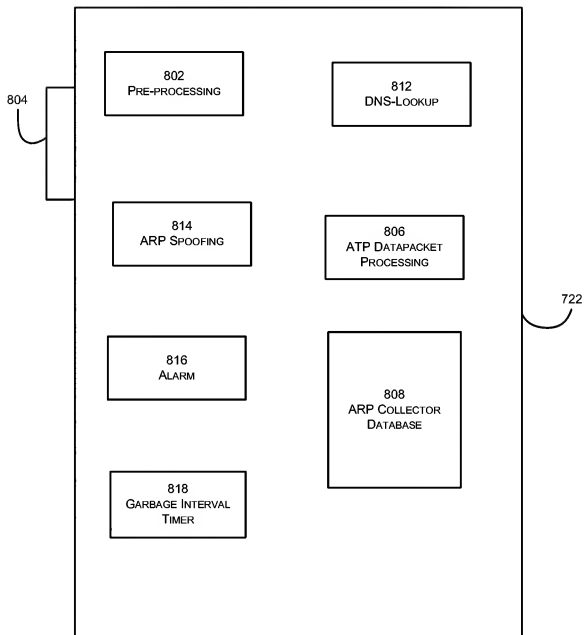 802
PRE-PROCESSING
812
DNS-LOOKUP
804
814
ARP SPOOFING
806
ATP DATAPACKET
PROCESSING
722
816
ALARM
808
ARP COLLECTOR
DATABASE
818
GARBAGE INTERVAL
TIMER